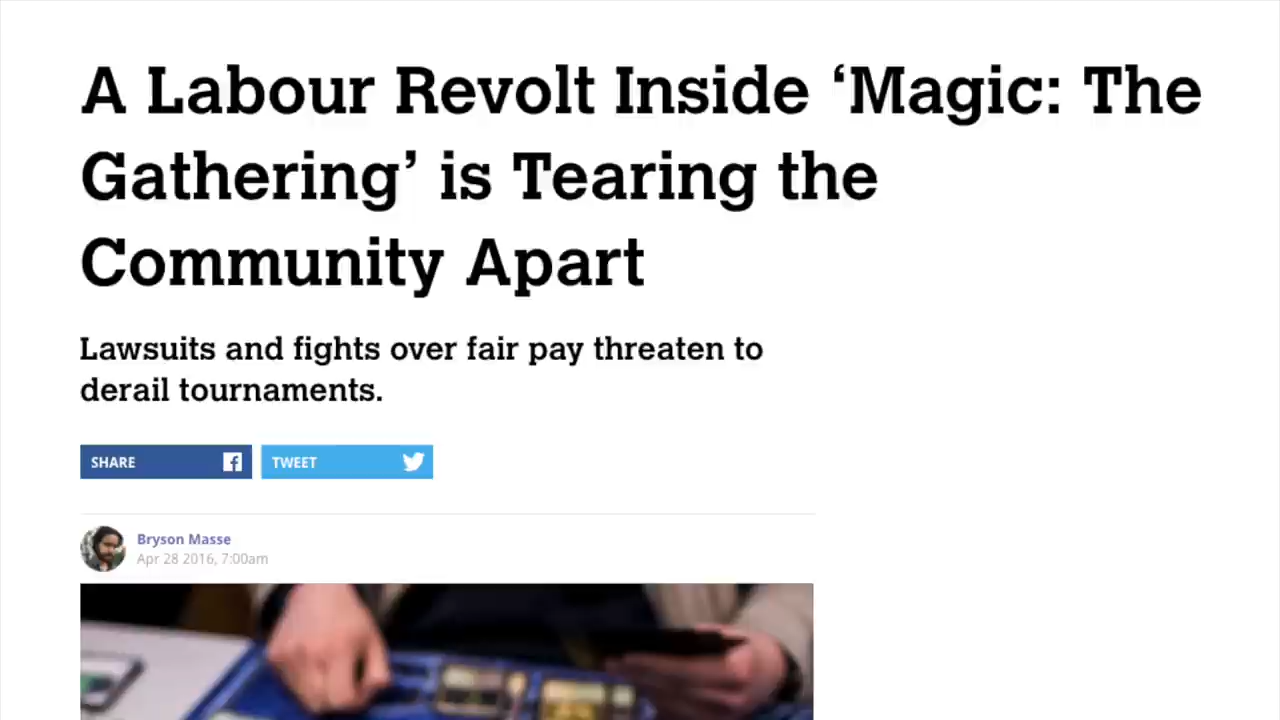 A Labour Revolt Inside ‘Magic: The
Gathering’ is Tearing the
Community Apart
Lawsuits and fights over fair pay threaten to
derail tournaments.
SHARE
TWEET
Bryson Masse
Apr 28 2016, 7:00am